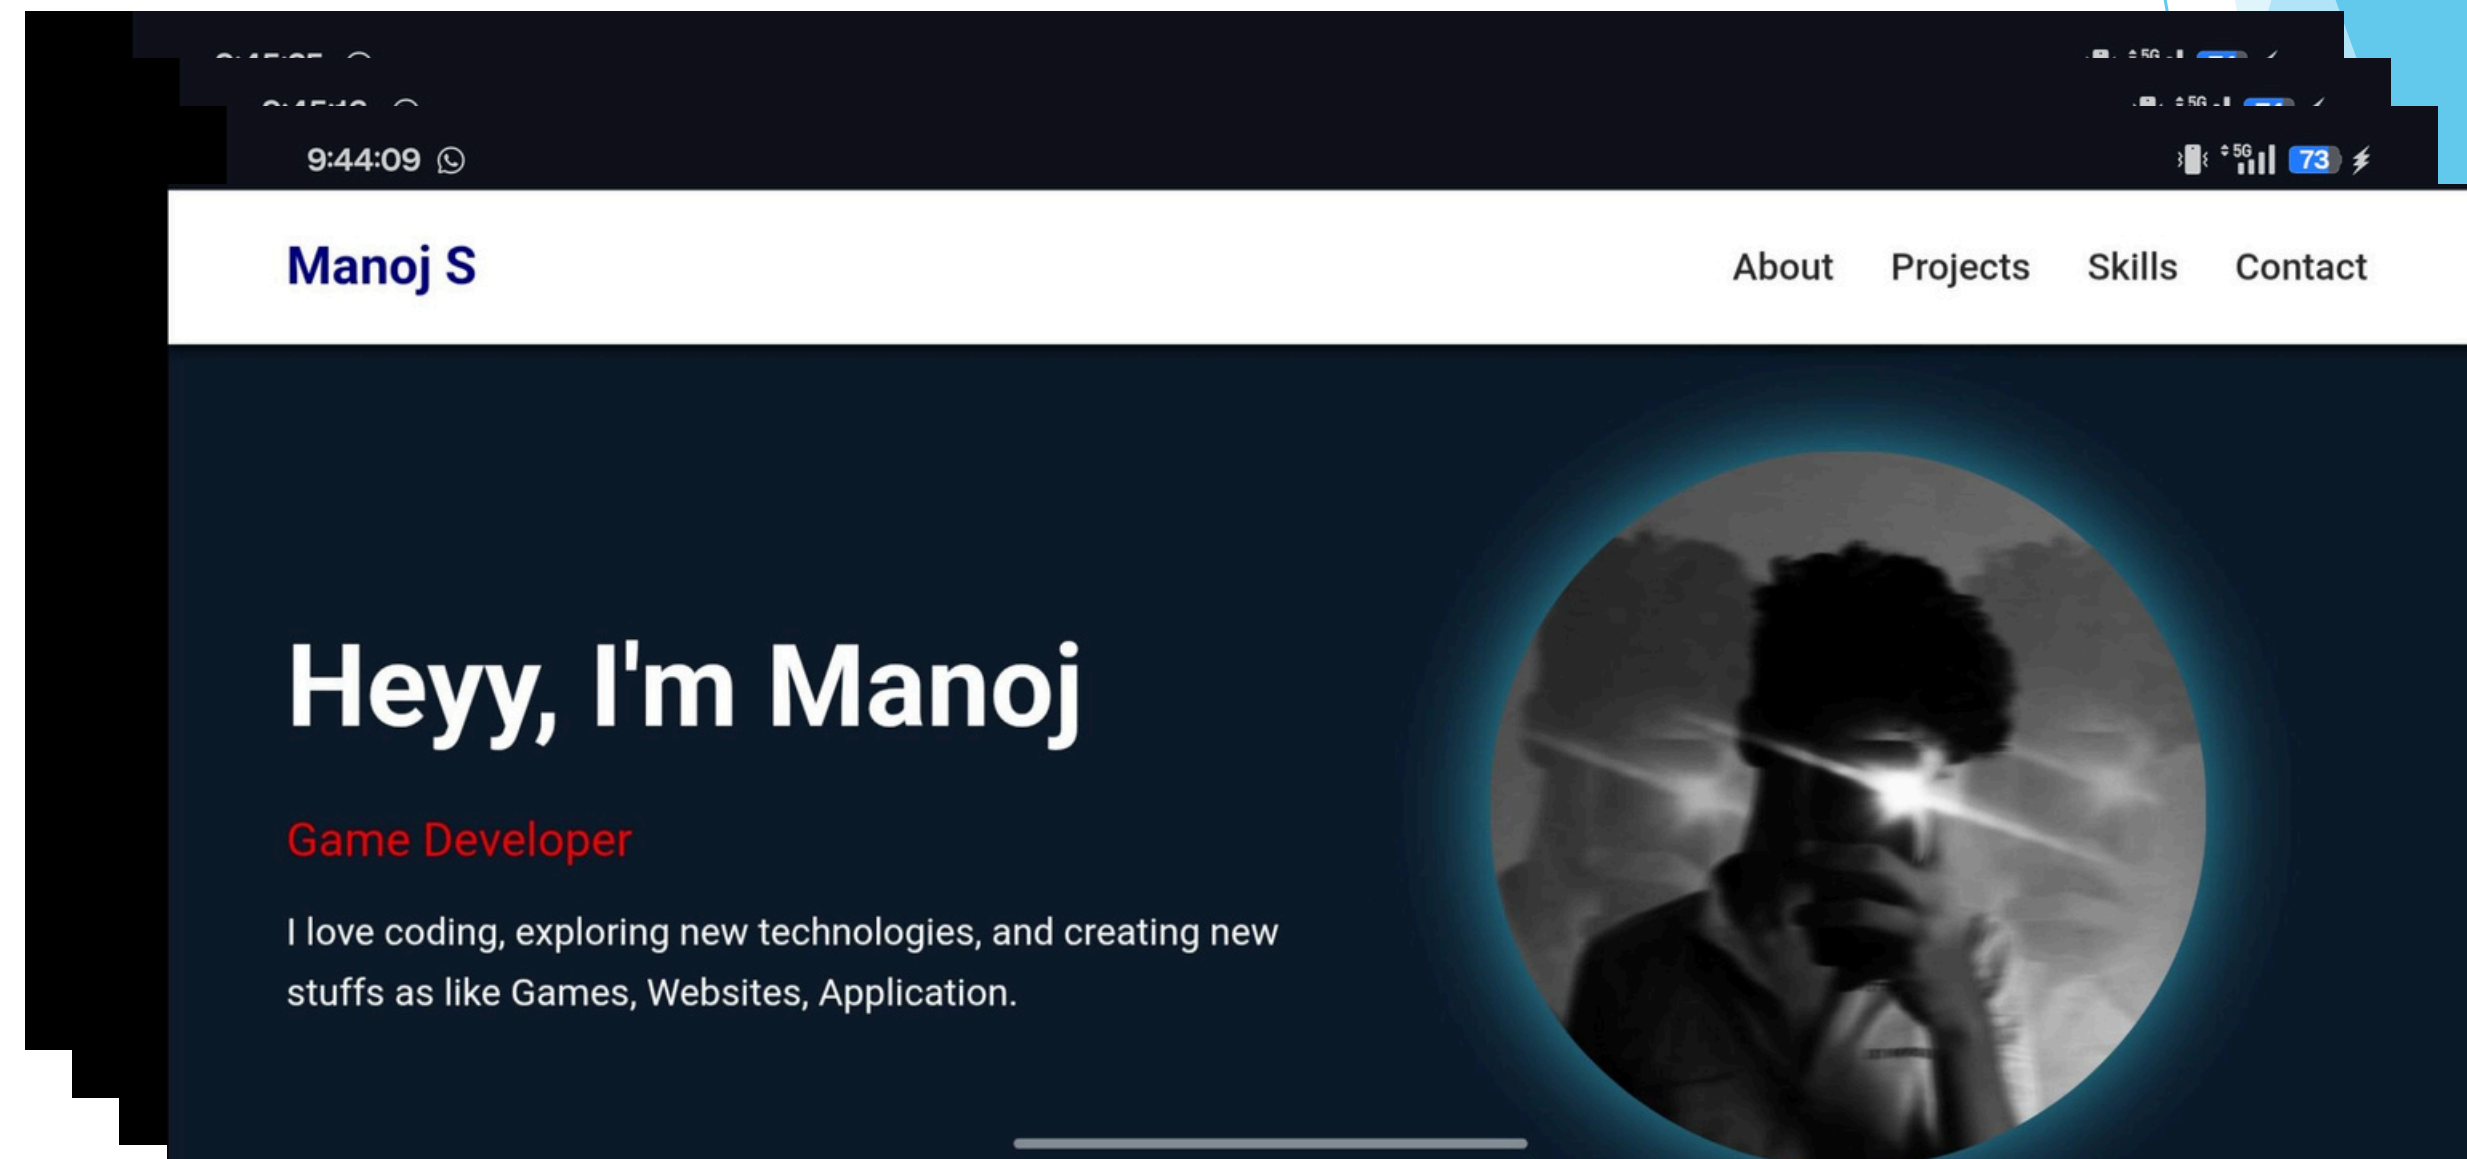 9:44:09
5G
73
Manoj S
About Projects Skills Contact
Heyy, I'm Manoj
Game Developer
I love coding, exploring new technologies, and creating new
stuffs as like Games, Websites, Application.